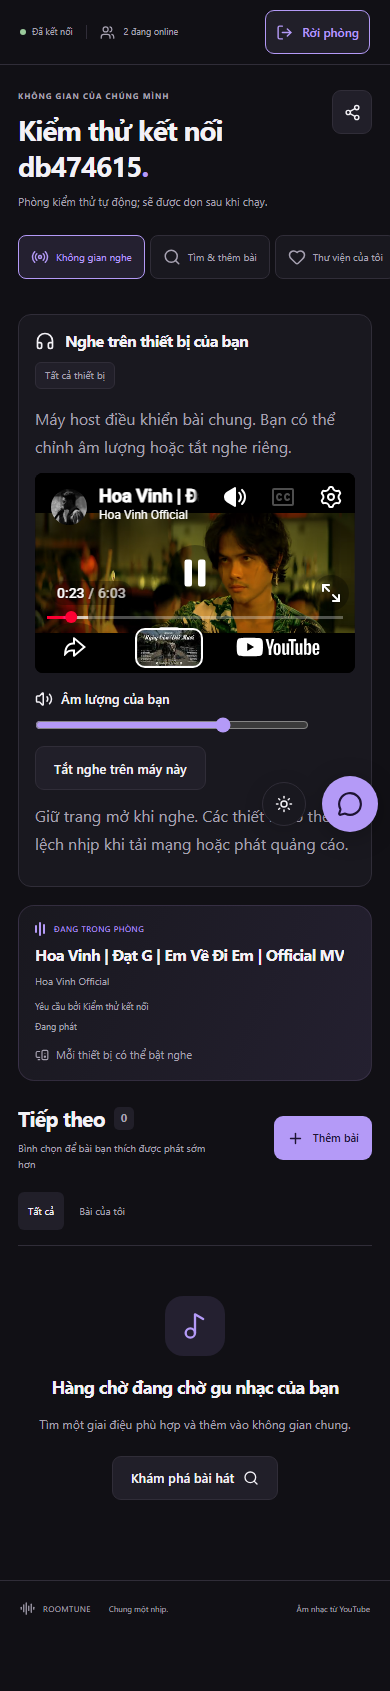 Đã kết nối
2 đang online
Rời phòng
KHÔNG GIAN CỦA CHÚNG MÌNH
Kiểm thử kết nối
db474615.
Phòng kiểm thử tự động; sẽ được dọn sau khi chạy.
Không gian nghe
Tìm & thêm bài
Thư viện của tôi
Nghe trên thiết bị của bạn
Tất cả thiết bị
Máy host điều khiển bài chung. Bạn có thể
chỉnh âm lượng hoặc tắt nghe riêng.
Hoa Vinh | Đ
Hoa Vinh Official
CC
0:23 / 6:03
YouTube
Âm lượng của bạn
Tắt nghe trên máy này
Giữ trang mở khi nghe. Các thiết
lệch nhịp khi tải mạng hoặc phát quảng cáo.
ĐANG TRONG PHÒNG
Hoa Vinh | Đạt G | Em Về Đi Em | Official MV
Hoa Vinh Official
Yêu cầu bởi Kiểm thử kết nối
Đang phát
Mỗi thiết bị có thể bật nghe
Tiếp theo 0
Bình chọn để bài bạn thích được phát sớm
hơn
Thêm bài
Tất cả
Bài của tôi
Hàng chờ đang chờ gu nhạc của bạn
Tìm một giai điệu phù hợp và thêm vào không gian chung.
Khám phá bài hát
ROOMTUNE
Chung một nhịp.
Âm nhạc từ YouTube